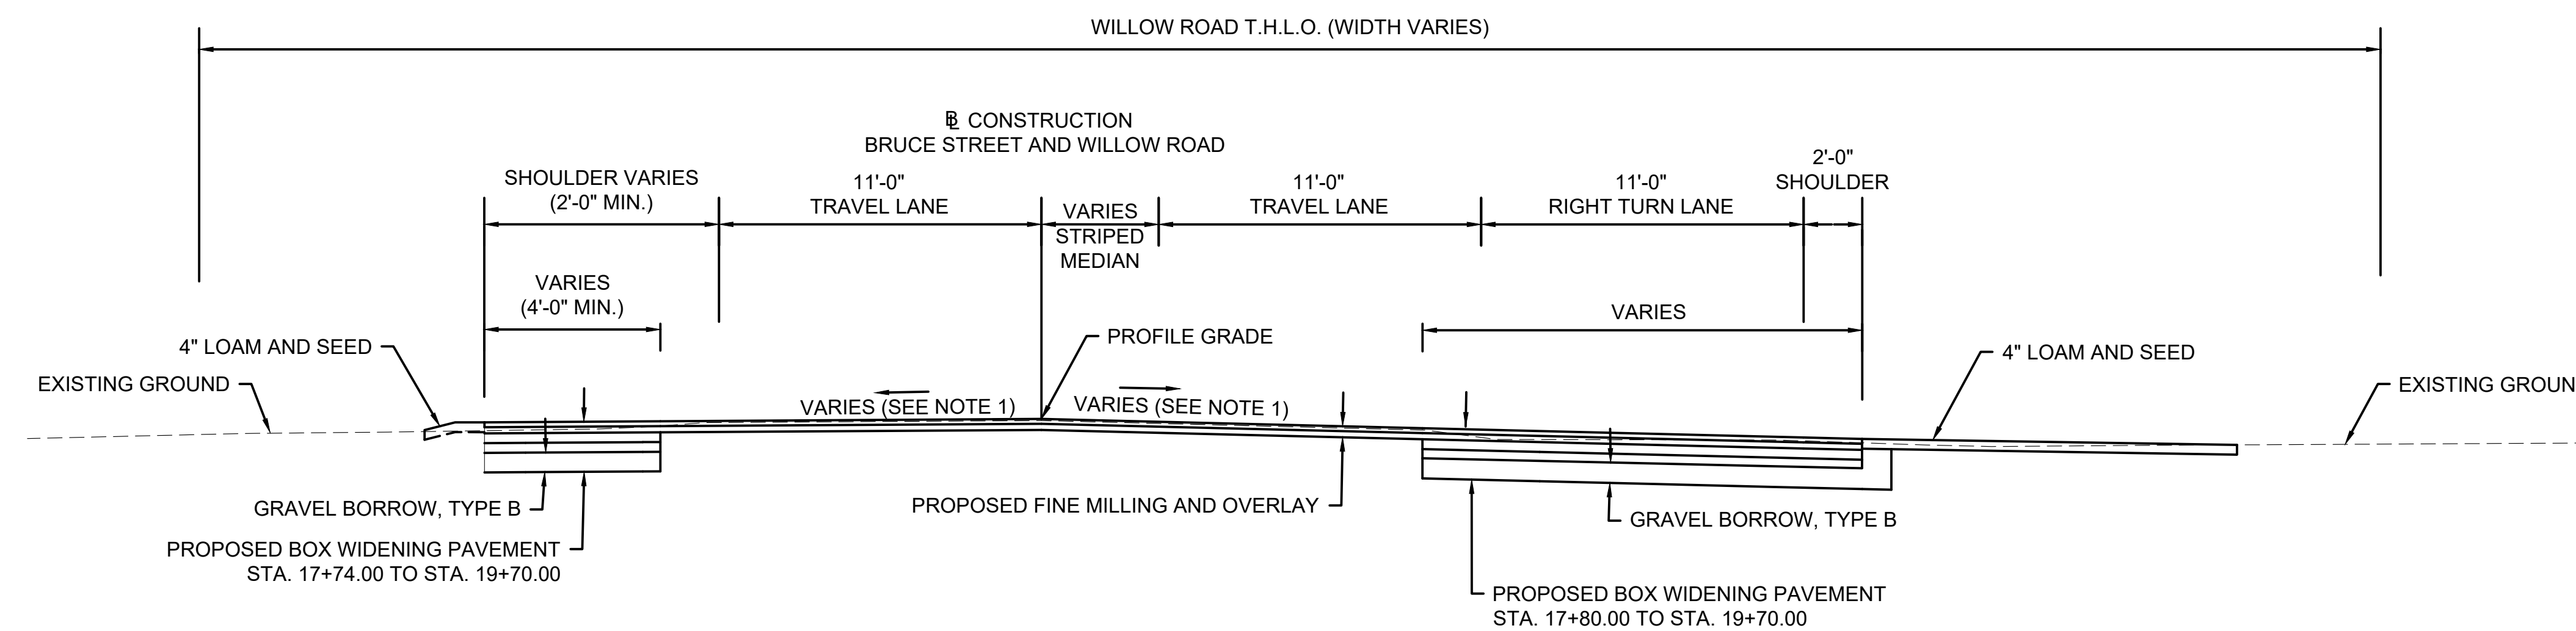 WILLOW ROAD T.H.L.O. (WIDTH VARIES)
BL CONSTRUCTION
BRUCE STREET AND WILLOW ROAD
SHOULDER VARIES
(2'-0" MIN.)
11'-0"
TRAVEL LANE
VARIES
STRIPED
MEDIAN
11'-0"
TRAVEL LANE
11'-0"
RIGHT TURN LANE
2'-0"
SHOULDER
VARIES
(4'-0" MIN.)
VARIES
4" LOAM AND SEED
PROFILE GRADE
4" LOAM AND SEED
EXISTING GROUND
EXISTING GROUN
VARIES (SEE NOTE 1)
VARIES (SEE NOTE 1)
GRAVEL BORROW, TYPE B
PROPOSED FINE MILLING AND OVERLAY
GRAVEL BORROW, TYPE B
PROPOSED BOX WIDENING PAVEMENT
STA. 17+74.00 TO STA. 19+70.00
PROPOSED BOX WIDENING PAVEMENT
STA. 17+80.00 TO STA. 19+70.00